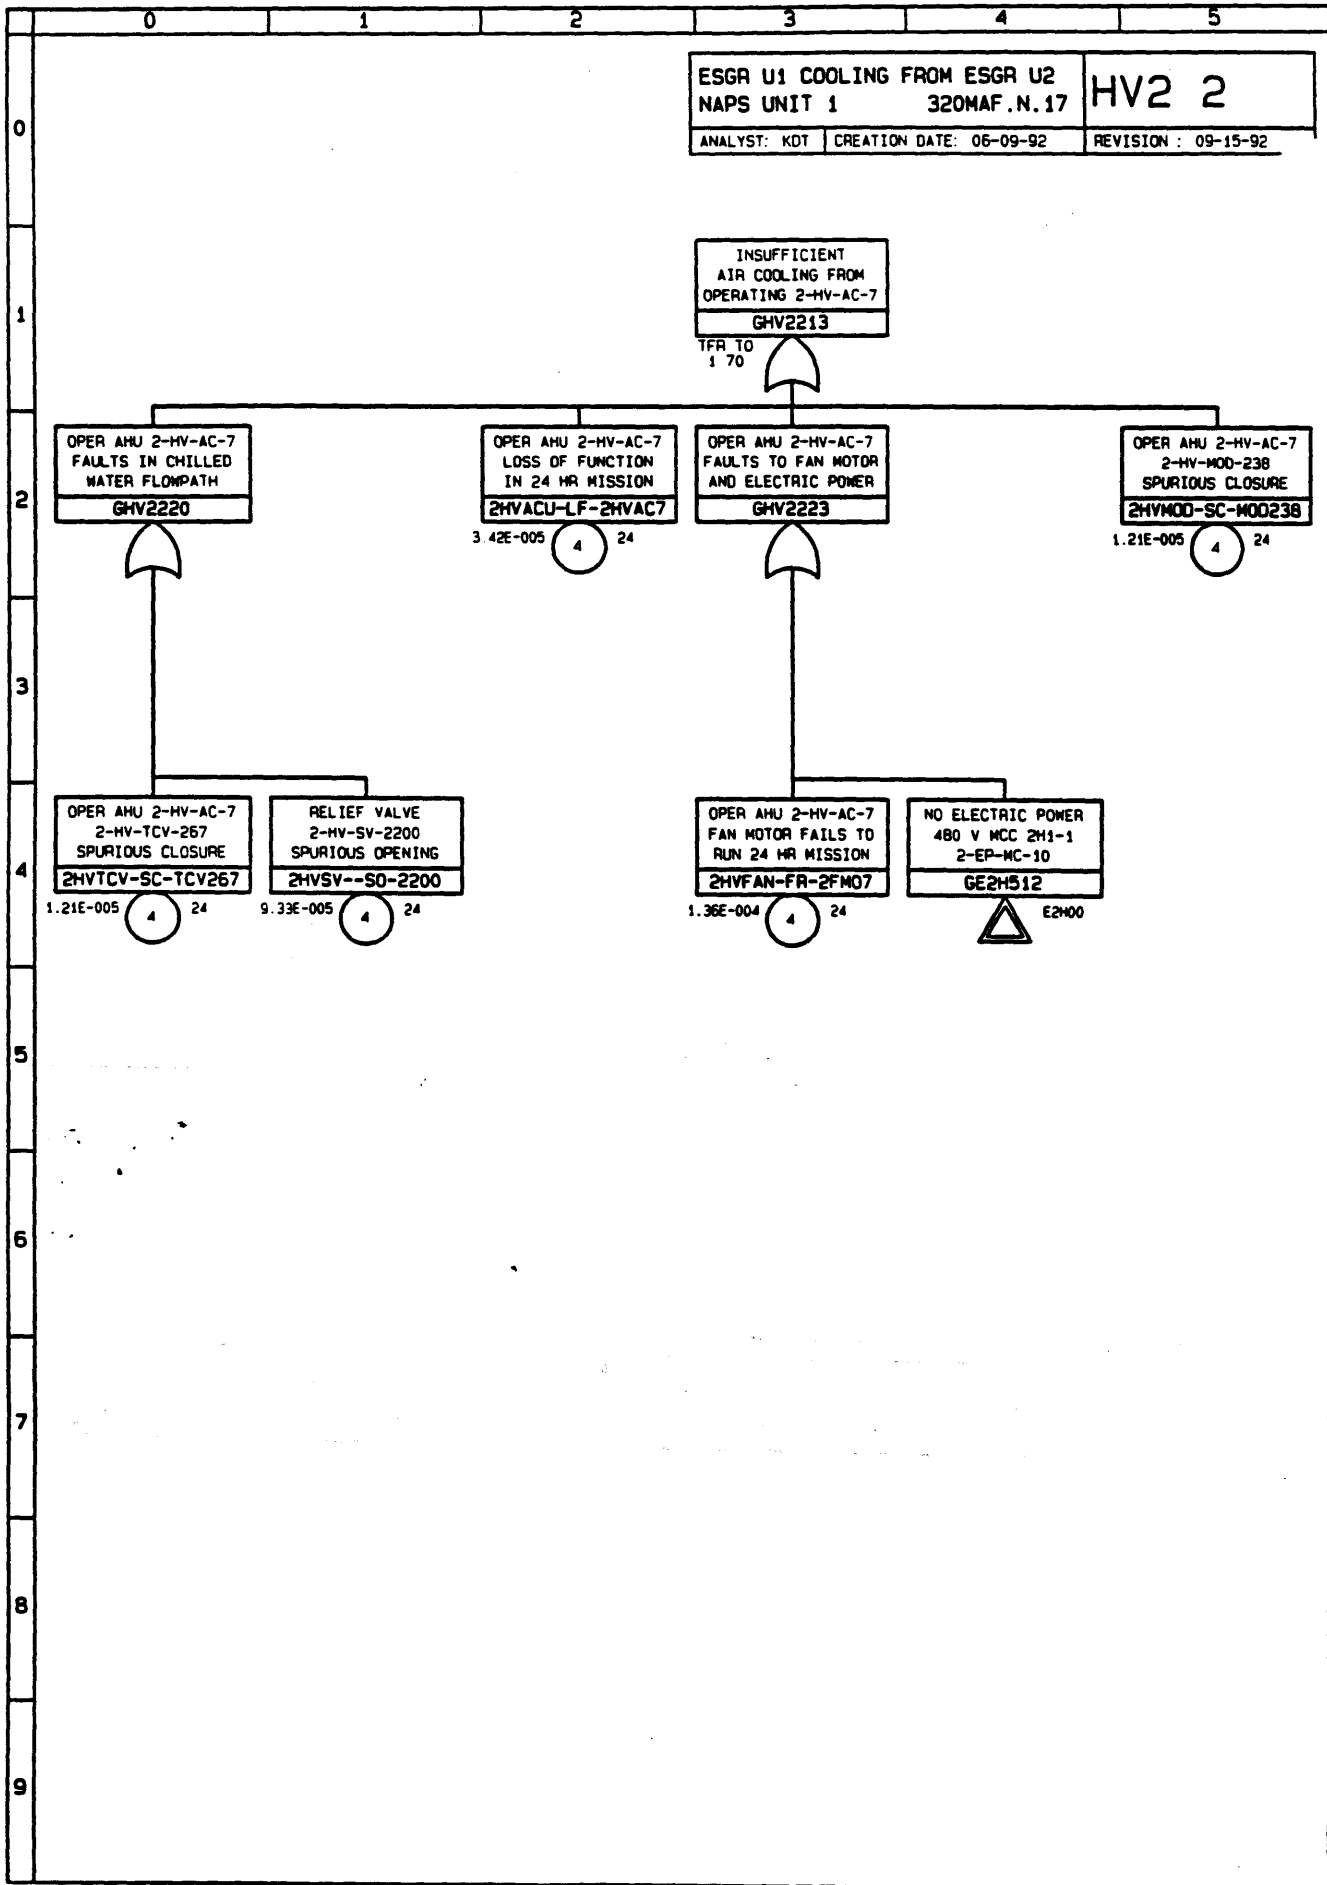 0 1 2 3 4 5
ESGR U1 COOLING FROM ESGR U2
NAPS UNIT 1 320MAF.N.17
HV2 2
ANALYST: KDT CREATION DATE: 06-09-92 REVISION : 09-15-92
0
INSUFFICIENT
AIR COOLING FROM
OPERATING 2-HV-AC-7
GHV2213
TFR TO
1 70
1
OPER AHU 2-HV-AC-7
FAULTS IN CHILLED
WATER FLOWPATH
GHV2220
OPER AHU 2-HV-AC-7
LOSS OF FUNCTION
IN 24 HR MISSION
2HVACU-LF-2HVAC7
3.42E-005 4 24
OPER AHU 2-HV-AC-7
FAULTS TO FAN MOTOR
AND ELECTRIC POWER
GHV2223
OPER AHU 2-HV-AC-7
2-HV-MOD-238
SPURIOUS CLOSURE
2HVMOD-SC-MOD238
1.21E-005 4 24
2
3
OPER AHU 2-HV-AC-7
2-HV-TCV-267
SPURIOUS CLOSURE
2HVTCV-SC-TCV267
1.21E-005 4 24
RELIEF VALVE
2-HV-SV-2200
SPURIOUS OPENING
2HVSV--SO-2200
9.33E-005 4 24
OPER AHU 2-HV-AC-7
FAN MOTOR FAILS TO
RUN 24 HR MISSION
2HVFAN-FR-2FM07
1.36E-004 4 24
NO ELECTRIC POWER
480 V MCC 2H1-1
2-EP-MC-10
GE2H512
E2H00
4
5
6
7
8
9